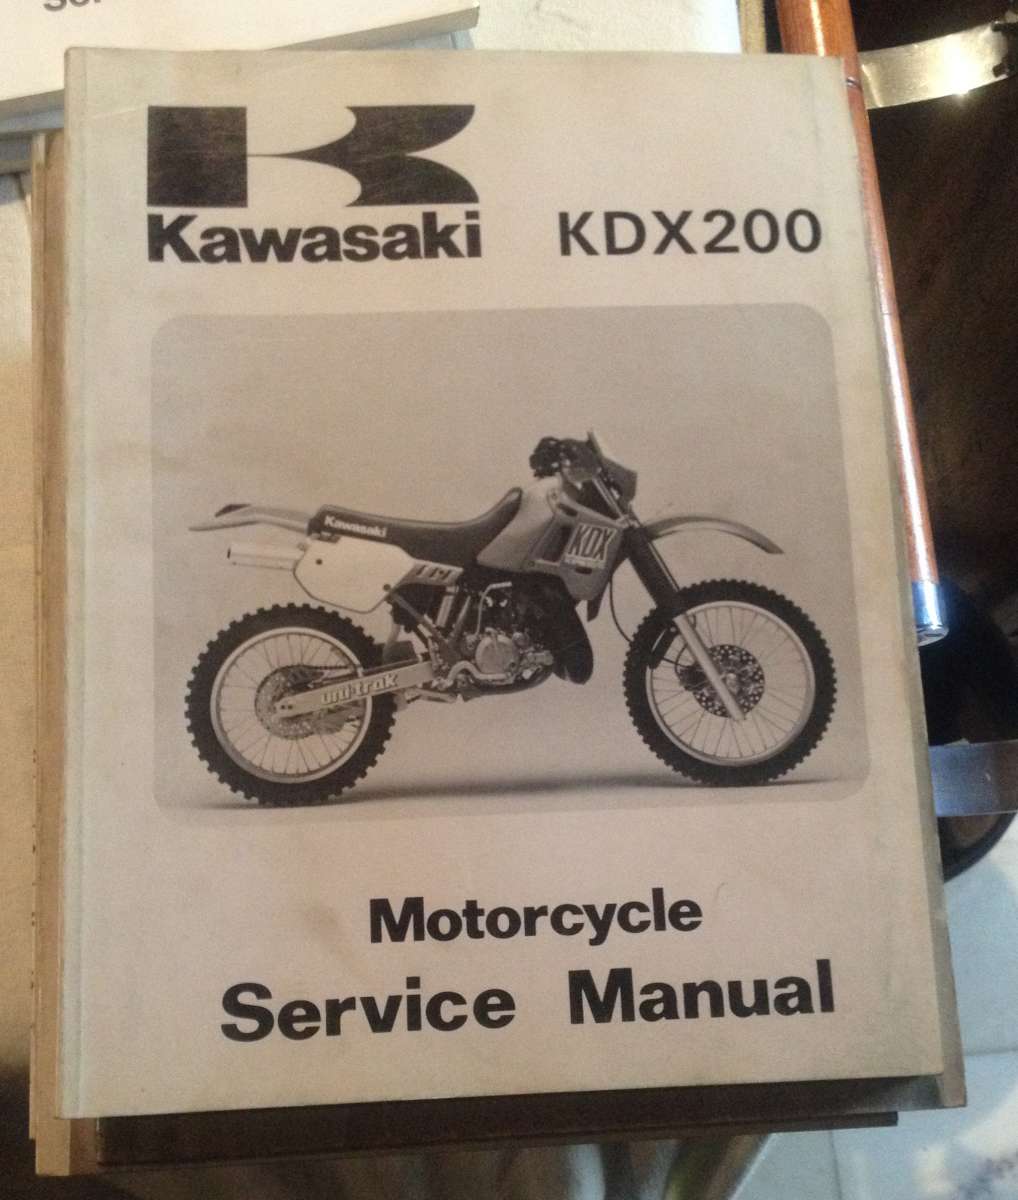 Kawasaki KDX200
Kawasaki
KDX
uni-trak
Motorcycle
Service Manual